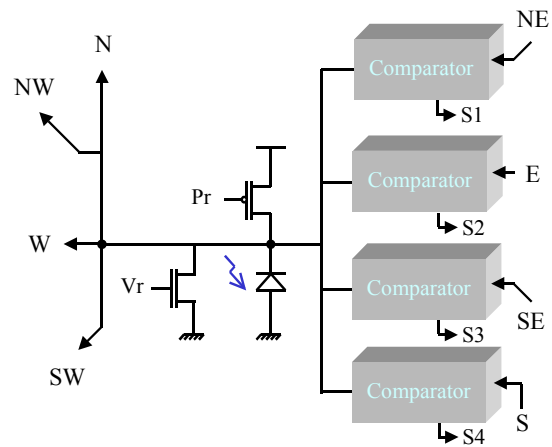 NE
N
Comparator
NW
S1
Comparator
E
Pr
S2
W
Comparator
Vr
SE
S3
SW
Comparator
S
S4